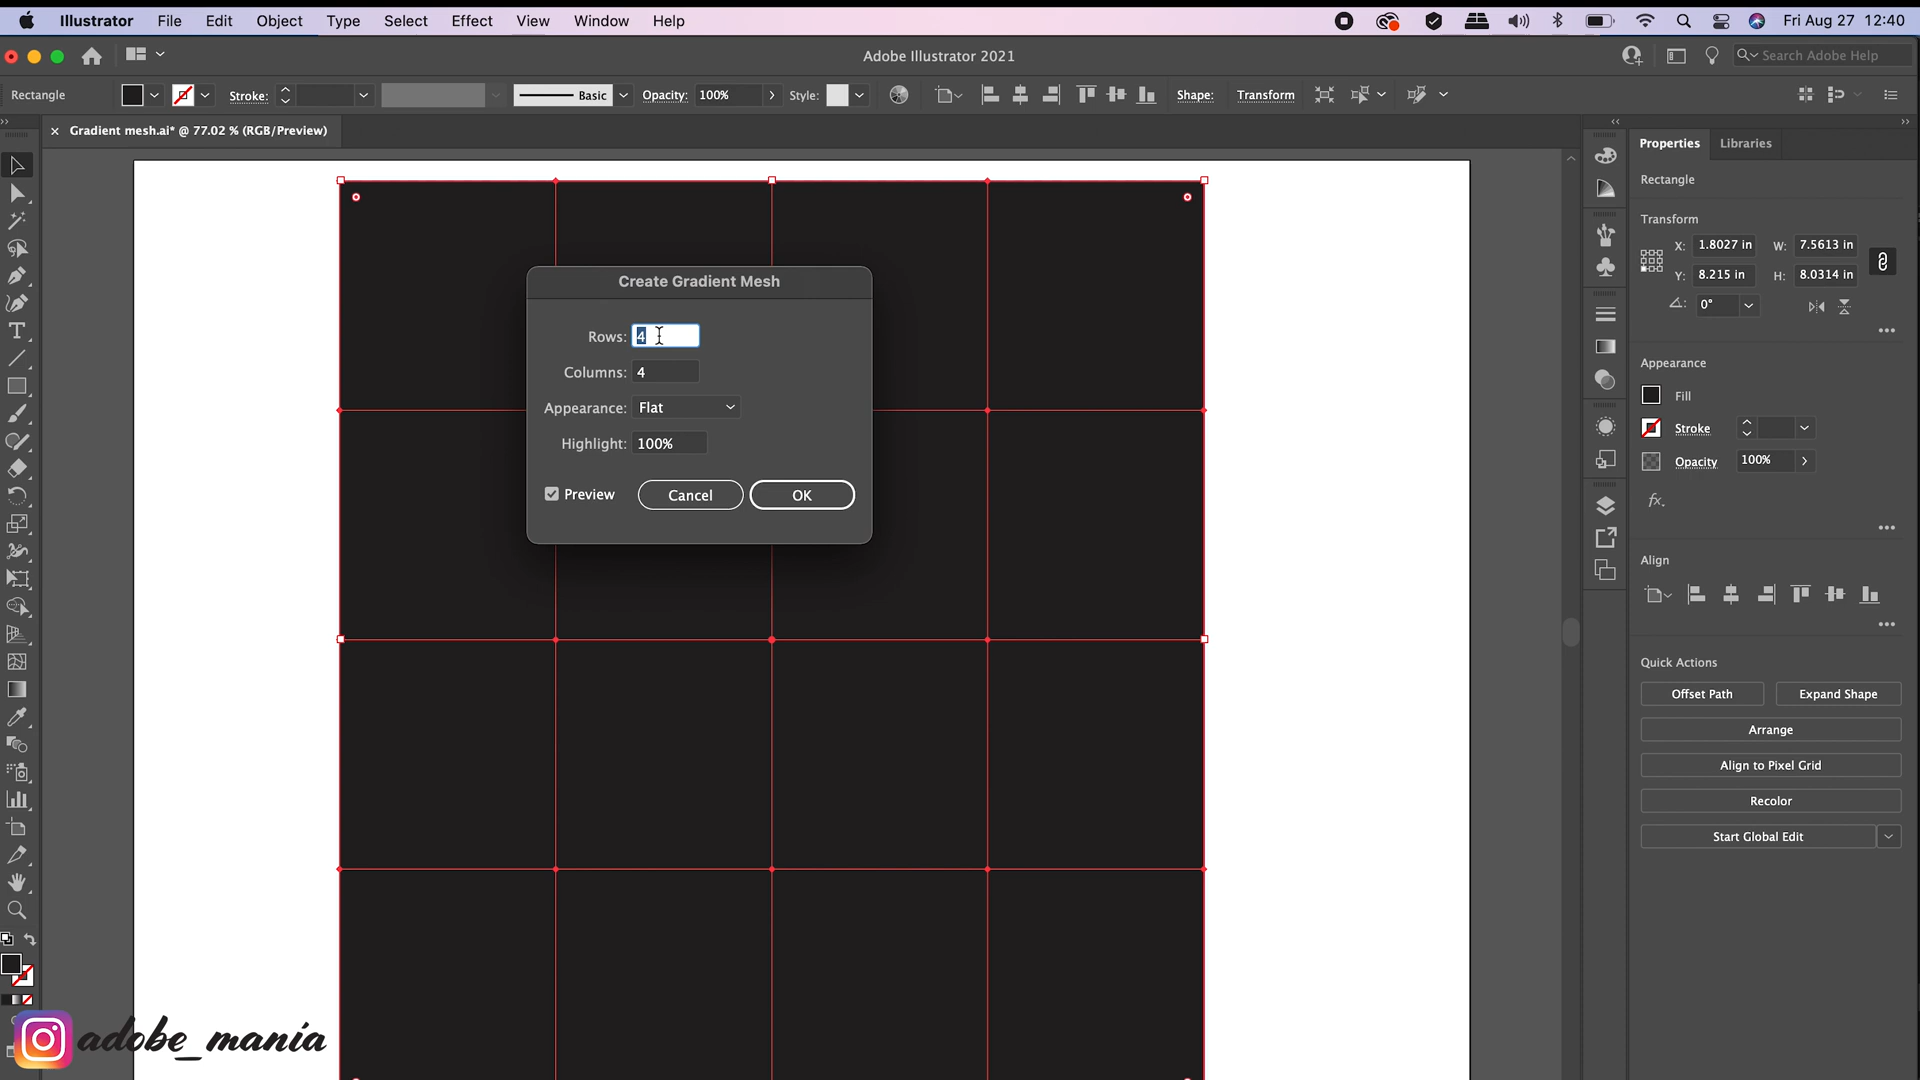 Illustrator File Edit Object Type Select Effect View Window Help Fri Aug 27 12:40
Adobe Illustrator 2021 Search Adobe Help
Rectangle Stroke: Basic Opacity: 100% Style: Shape: Transform
Gradient mesh.ai* @ 77.02 % (RGB/Preview)
Properties Libraries
Rectangle
Transform
X: 1.8027 in W: 7.5613 in
Y: 8.215 in H: 8.0314 in
0°
Appearance
Fill
Stroke
Opacity 100%
fx.
Align
Quick Actions
Offset Path Expand Shape
Arrange
Align to Pixel Grid
Recolor
Start Global Edit
Create Gradient Mesh
Rows: 4
Columns: 4
Appearance: Flat
Highlight: 100%
Preview Cancel OK
adobe_mania